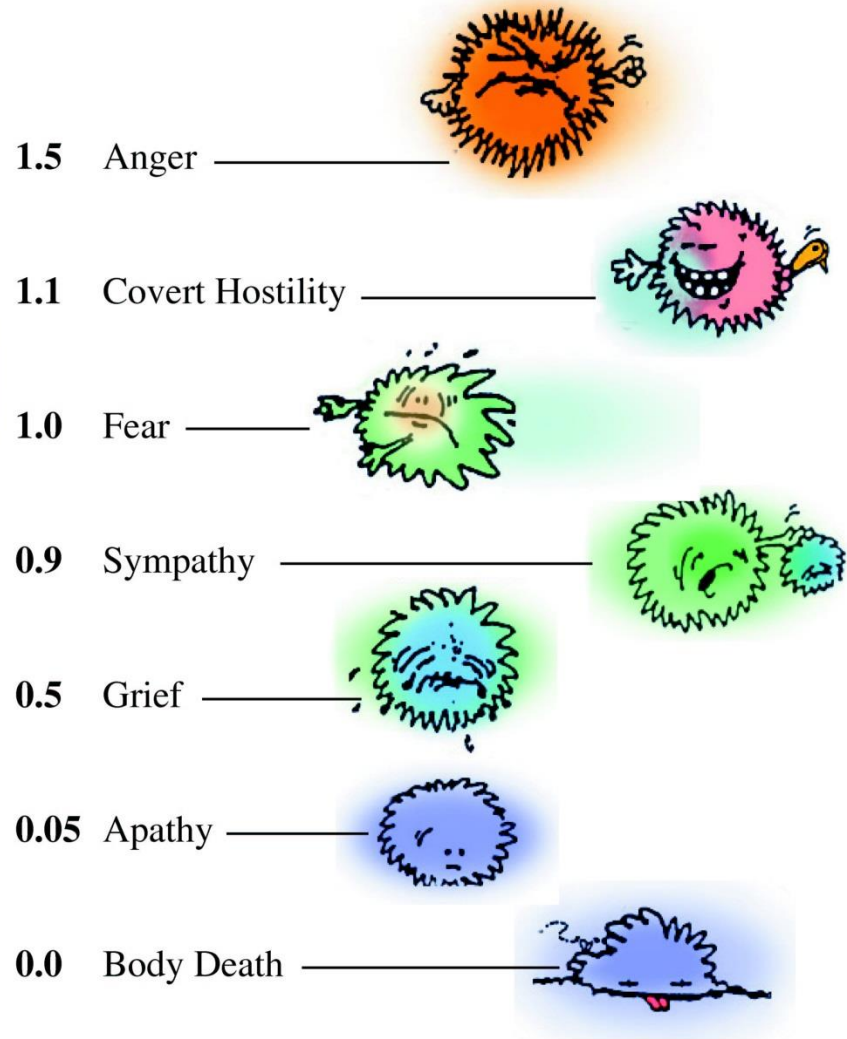 1.5 Anger
1.1 Covert Hostility
1.0 Fear
0.9 Sympathy
0.5 Grief
0.05 Apathy
0.0 Body Death